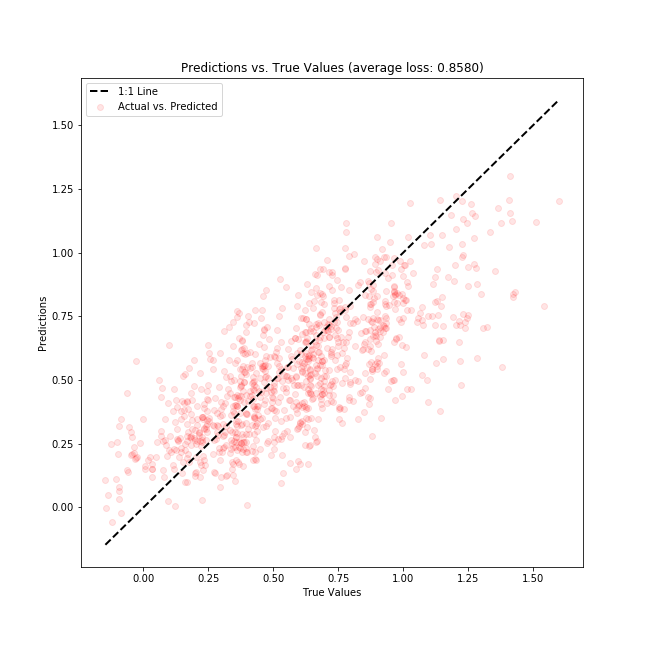 Predictions vs. True Values (average loss: 0.8580)
1:1 Line
Actual vs. Predicted
1.50
1.25
1.00
0.75
0.50
0.25
0.00
Predictions
0.00 0.25 0.50 0.75 1.00 1.25 1.50
True Values